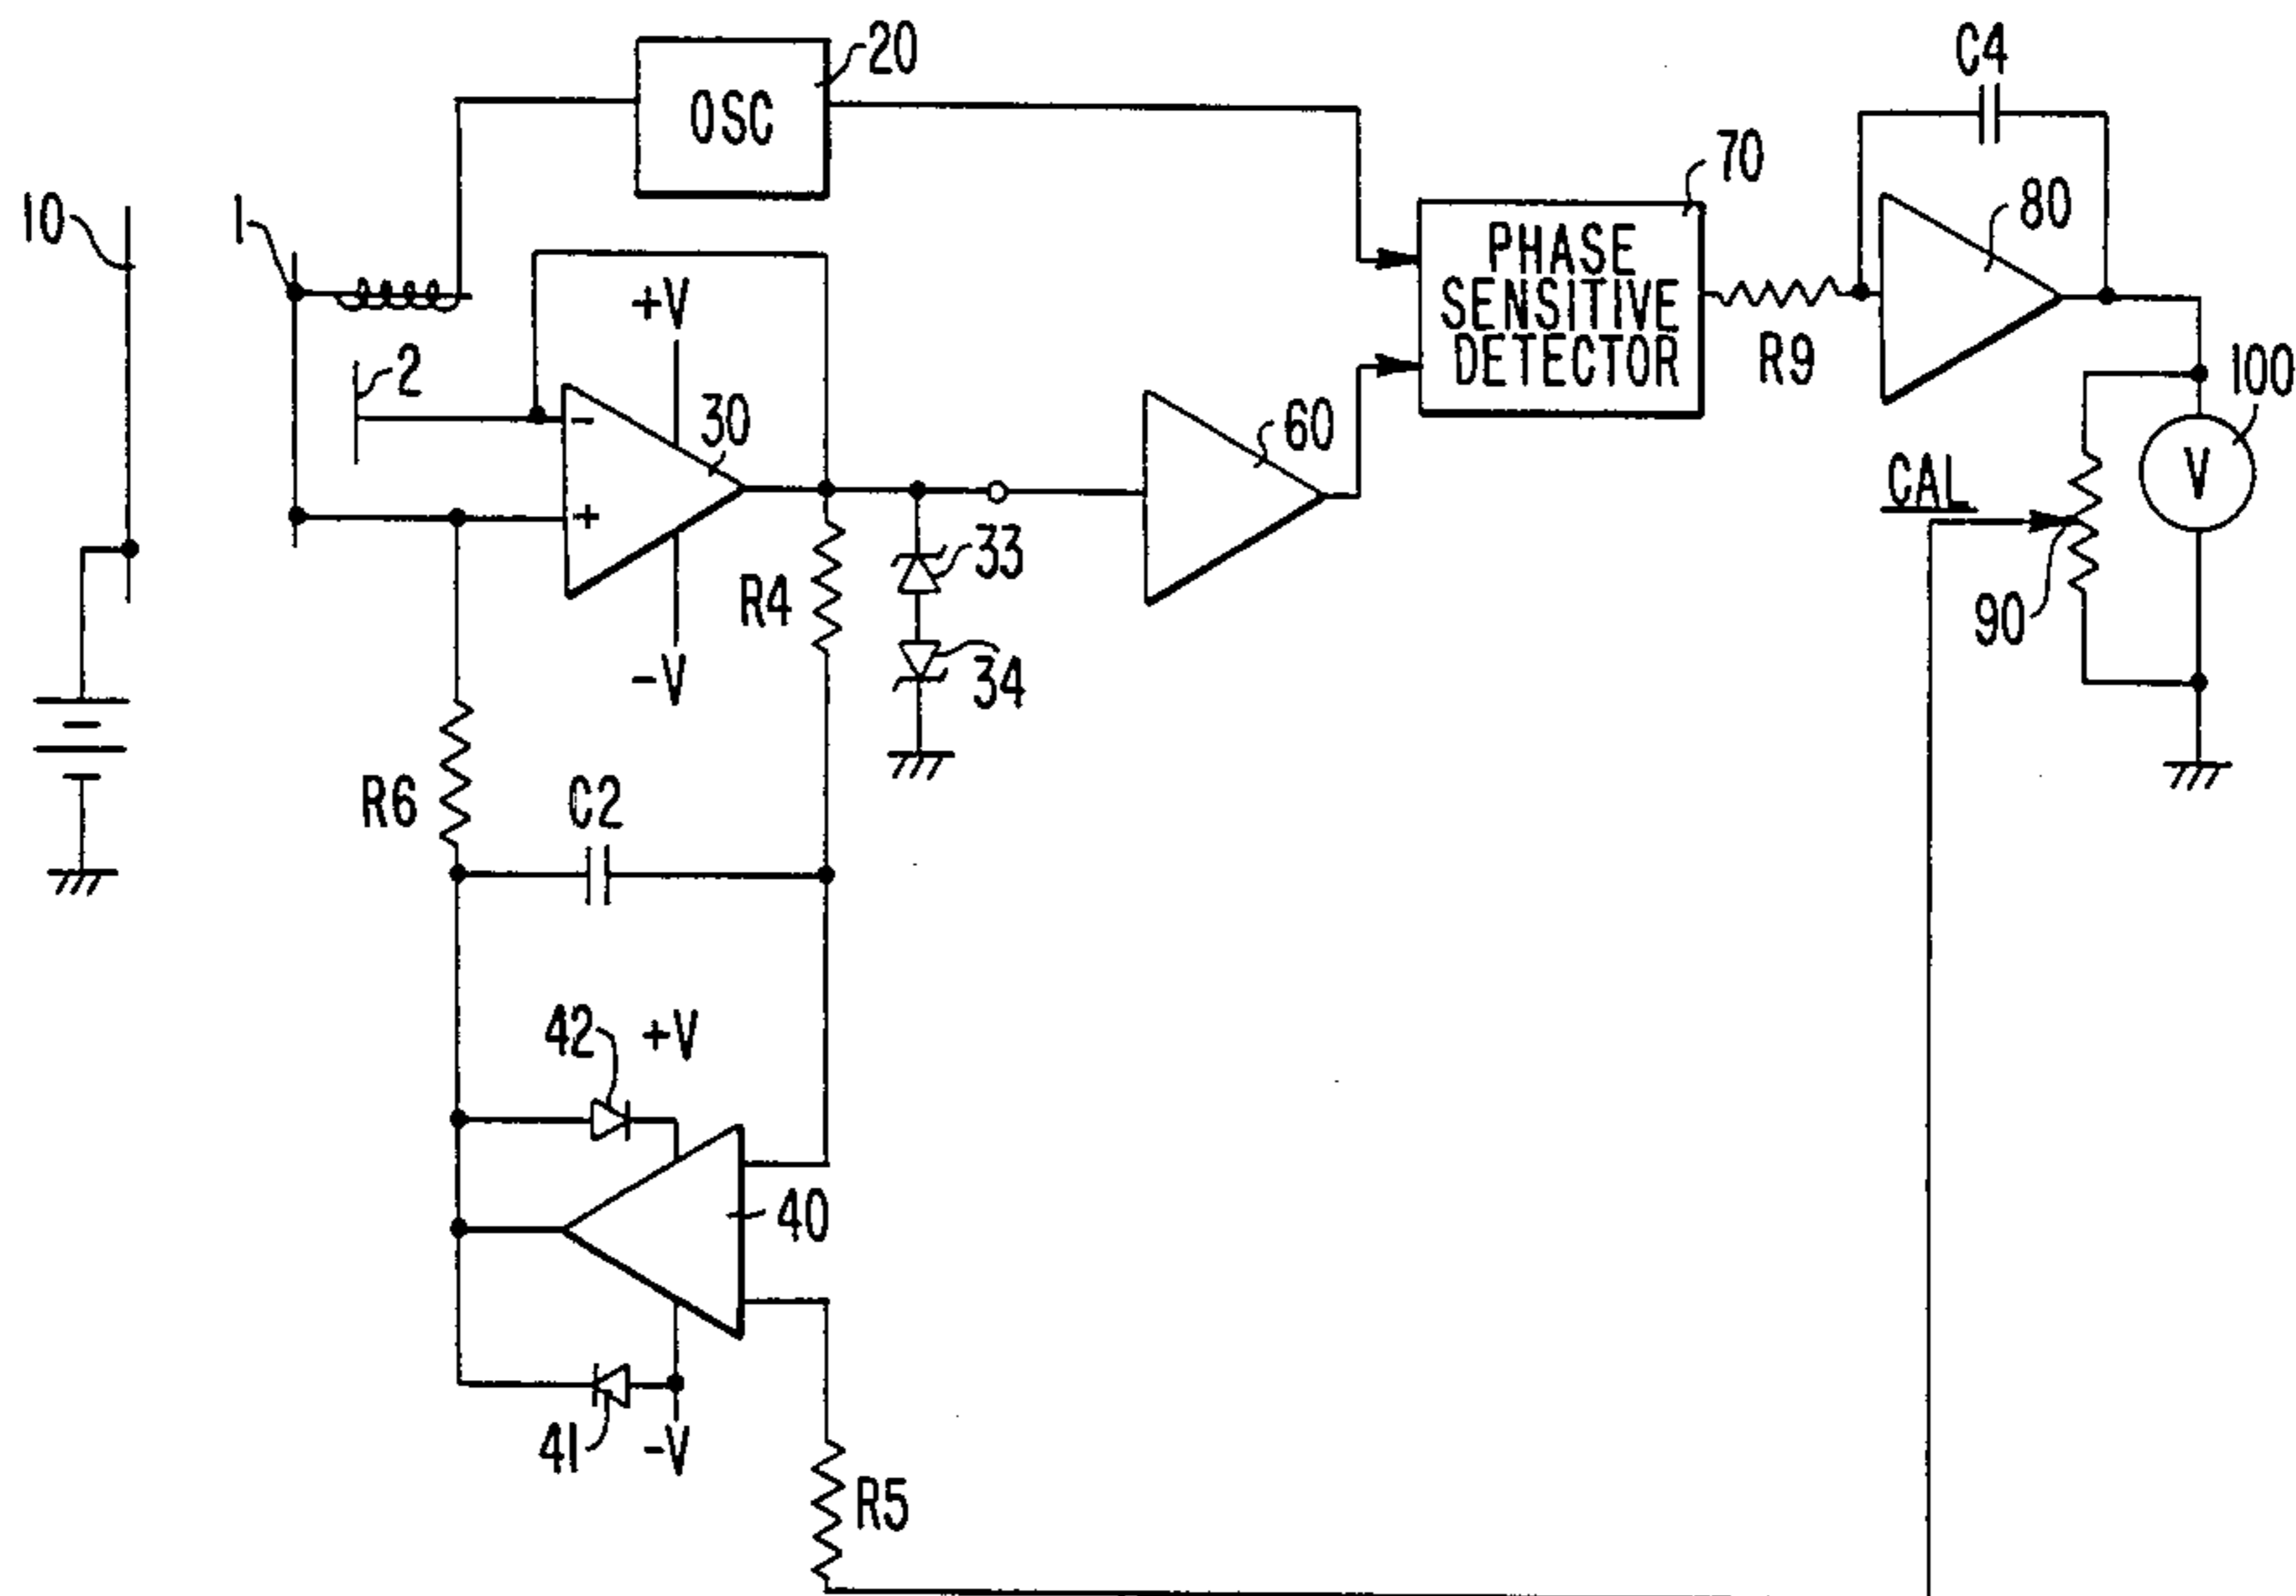 20
C4
OSC
70
10
1
80
PHASE
SENSITIVE
DETECTOR
+V
2
R9
100
-
30
60
CAL
V
+
33
R4
90
-V
34
R6
C2
42
+V
40
41
-V
R5